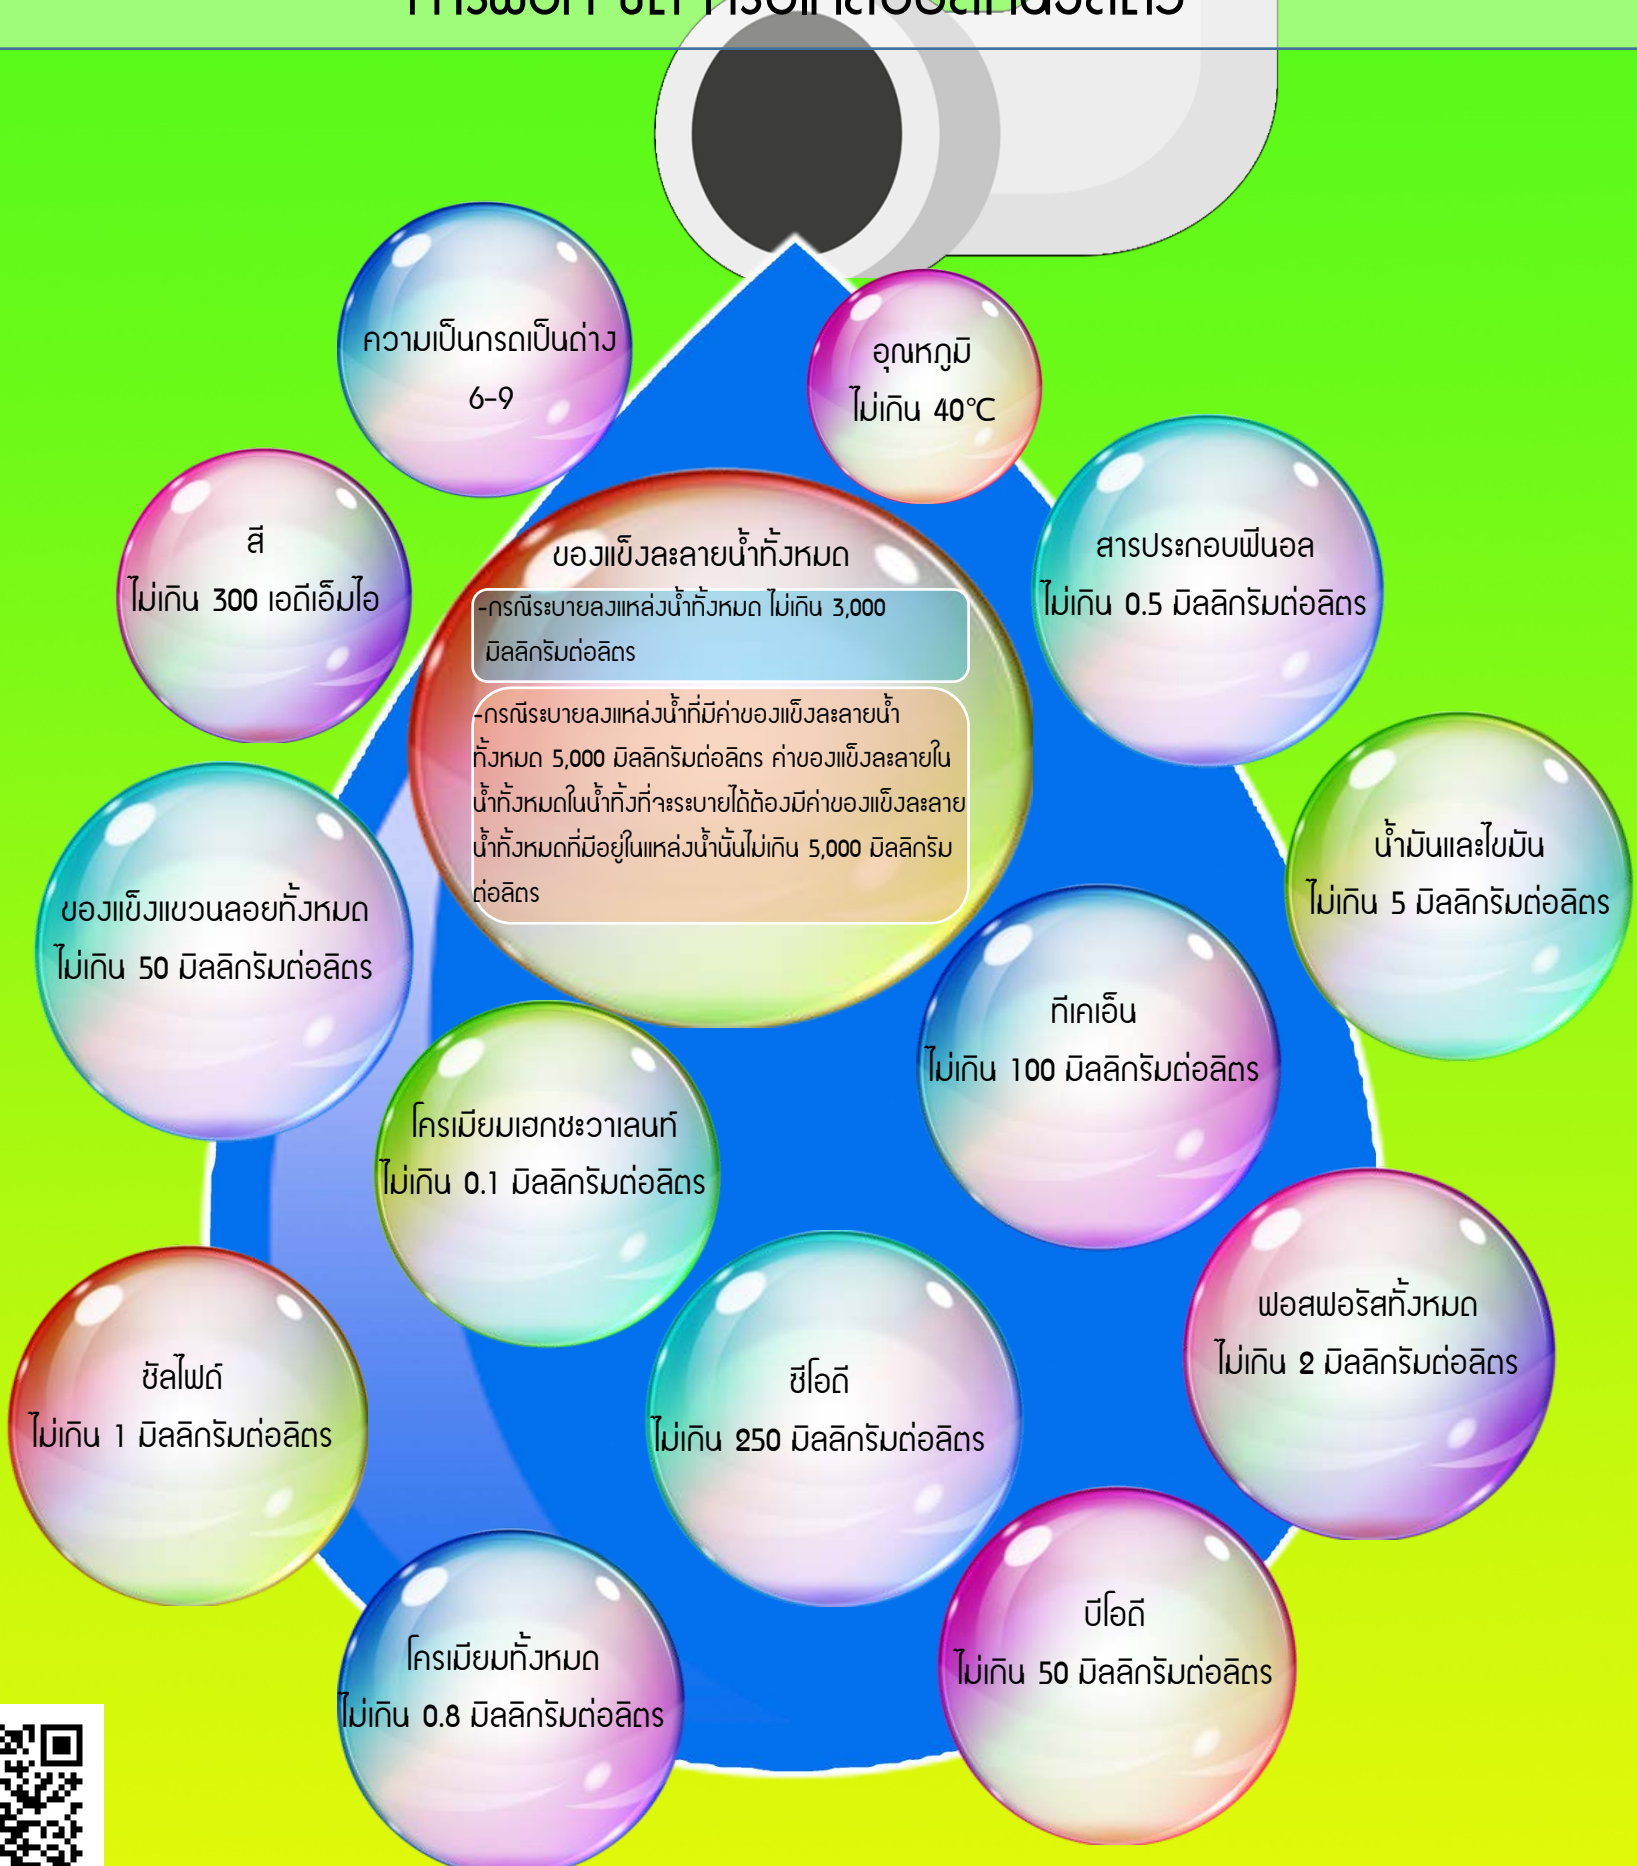 ความเป็นกรดเป็นด่าง
6-9
อุณหภูมิ
ไม่เกิน 40℃
สี
ไม่เกิน 300 เอดีเอ็มไอ
ของแข็งละลายน้ำทั้งหมด
-กรณีระบายลงแหล่งน้ำทั้งหมด ไม่เกิน 3,000
มิลลิกรัมต่อลิตร
-กรณีระบายลงแหล่งน้ำที่มีค่าของแข็งละลายน้ำ
ทั้งหมด 5,000 มิลลิกรัมต่อลิตร ค่าของแข็งละลายใน
น้ำทั้งหมดในน้ำทิ้งที่จะระบายได้ต้องมีค่าของแข็งละลาย
น้ำทั้งหมดที่มีอยู่ในแหล่งน้ำนั้นไม่เกิน 5,000 มิลลิกรัม
ต่อลิตร
สารประกอบฟีนอล
ไม่เกิน 0.5 มิลลิกรัมต่อลิตร
น้ำมันและไขมัน
ไม่เกิน 5 มิลลิกรัมต่อลิตร
ของแข็งแขวนลอยทั้งหมด
ไม่เกิน 50 มิลลิกรัมต่อลิตร
ทีเคเอ็น
ไม่เกิน 100 มิลลิกรัมต่อลิตร
โครเมียมเฮกซะวาเลนท์
ไม่เกิน 0.1 มิลลิกรัมต่อลิตร
ฟอสฟอรัสทั้งหมด
ไม่เกิน 2 มิลลิกรัมต่อลิตร
ซัลไฟด์
ไม่เกิน 1 มิลลิกรัมต่อลิตร
ซีโอดี
ไม่เกิน 250 มิลลิกรัมต่อลิตร
บีโอดี
ไม่เกิน 50 มิลลิกรัมต่อลิตร
โครเมียมทั้งหมด
ไม่เกิน 0.8 มิลลิกรัมต่อลิตร